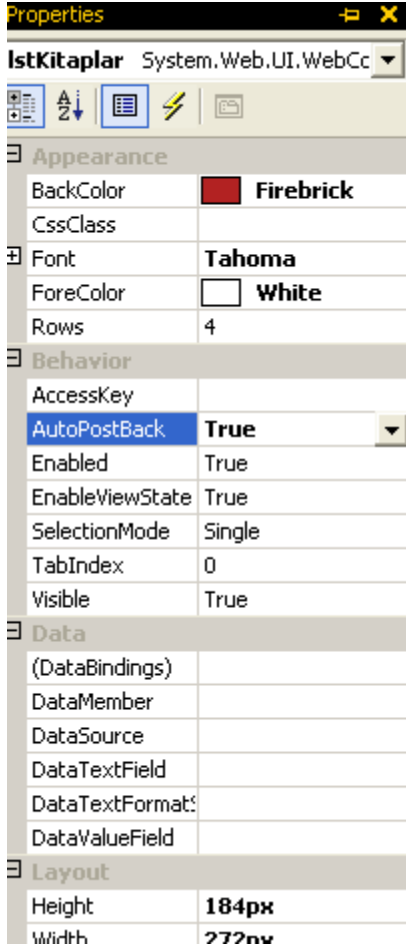 Properties
lstKitaplar System.Web.UI.WebCc
Appearance
BackColor Firebrick
CssClass
Font Tahoma
ForeColor White
Rows 4
Behavior
AccessKey
AutoPostBack True
Enabled True
EnableViewState True
SelectionMode Single
TabIndex 0
Visible True
Data
(DataBindings)
DataMember
DataSource
DataTextField
DataTextFormatS
DataValueField
Layout
Height 184px
Width 272px